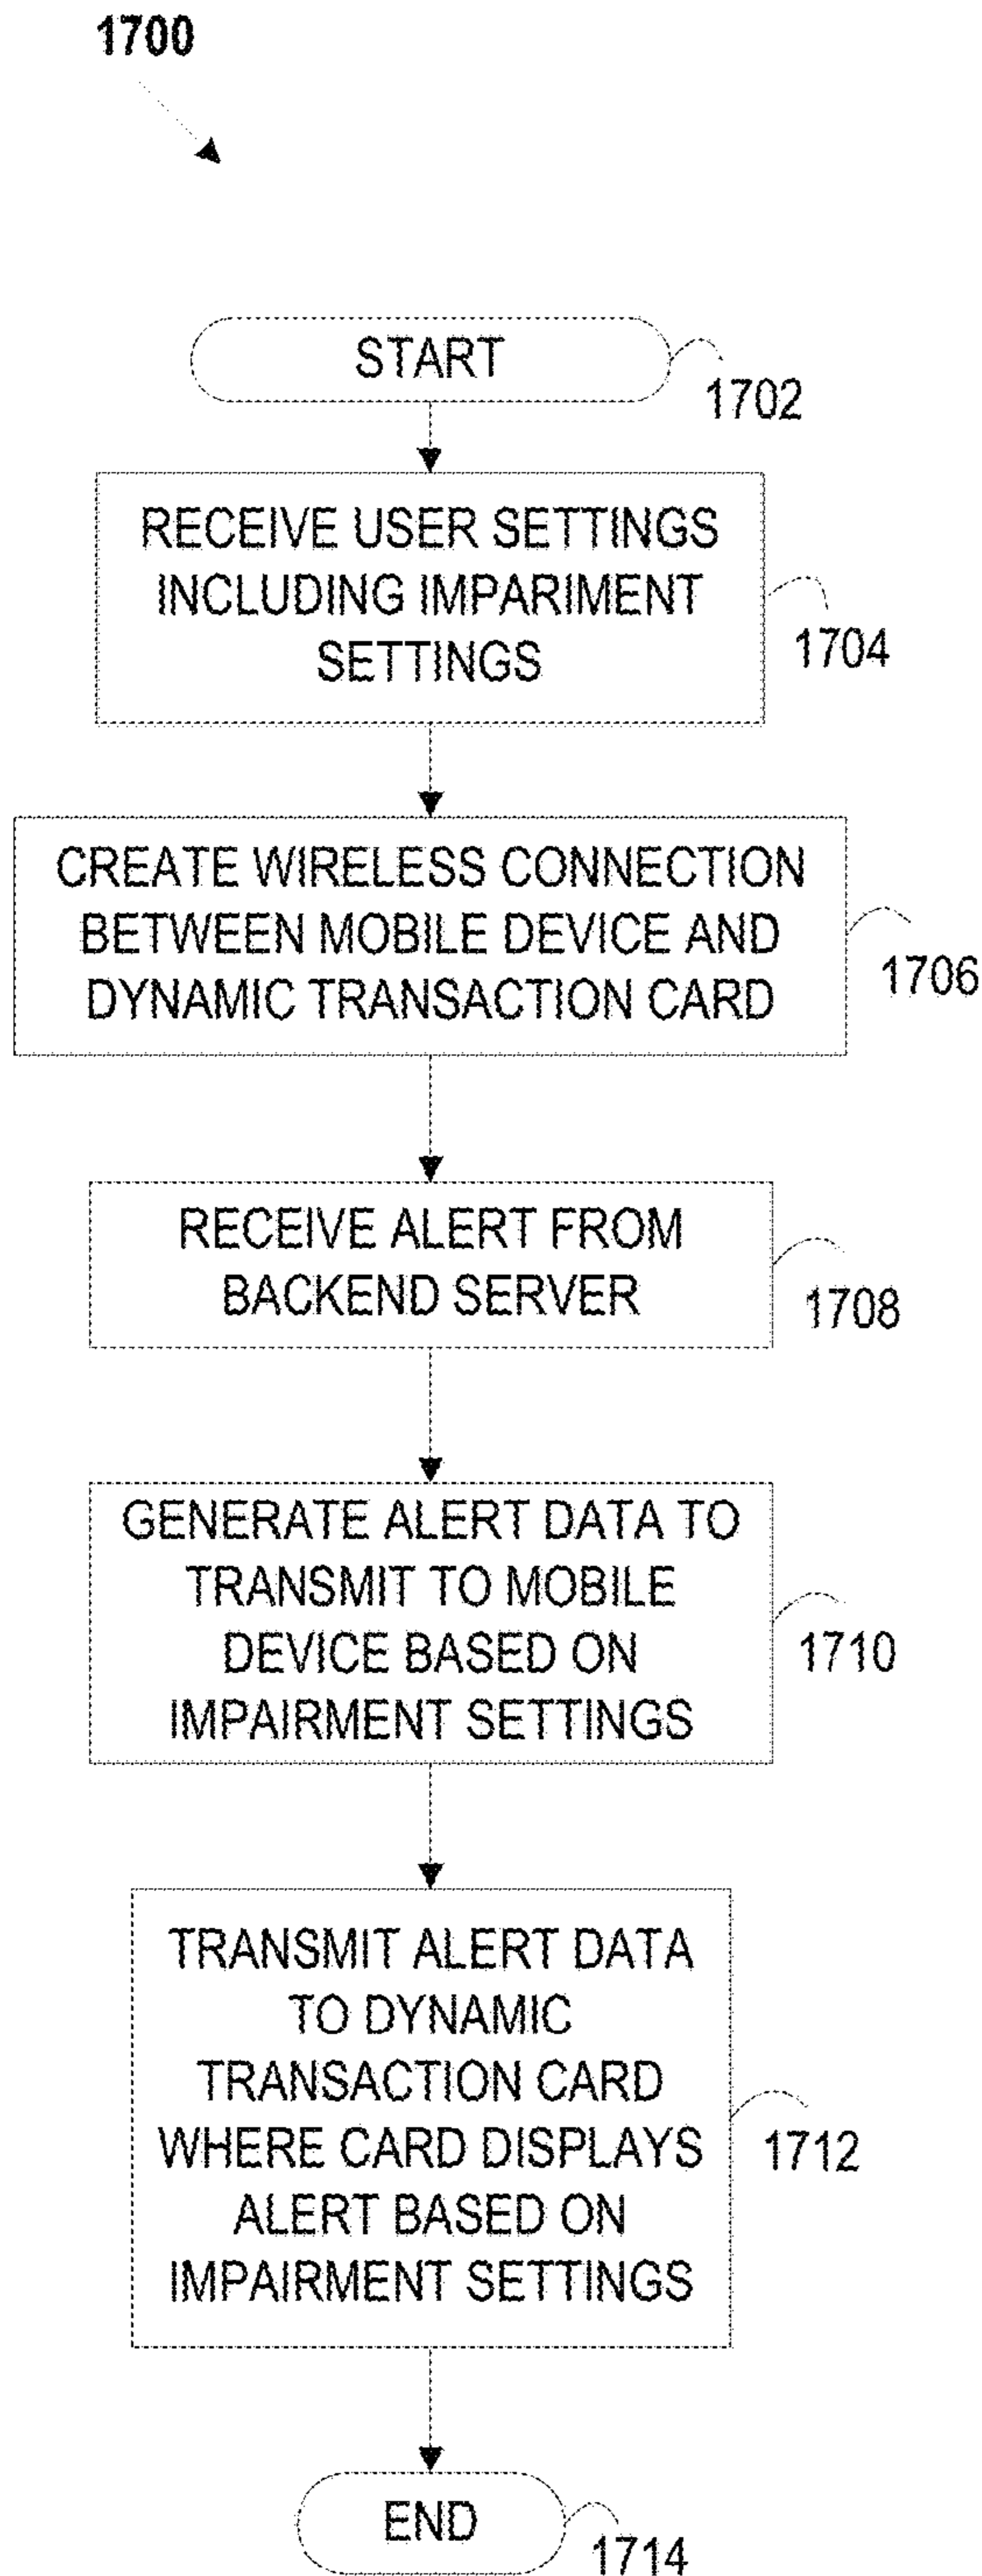 1700
START
1702
RECEIVE USER SETTINGS
INCLUDING IMPARIMENT
SETTINGS
1704
CREATE WIRELESS CONNECTION
BETWEEN MOBILE DEVICE AND
DYNAMIC TRANSACTION CARD
1706
RECEIVE ALERT FROM
BACKEND SERVER
1708
GENERATE ALERT DATA TO
TRANSMIT TO MOBILE
DEVICE BASED ON
IMPAIRMENT SETTINGS
1710
TRANSMIT ALERT DATA
TO DYNAMIC
TRANSACTION CARD
WHERE CARD DISPLAYS
ALERT BASED ON
IMPAIRMENT SETTINGS
1712
END
1714